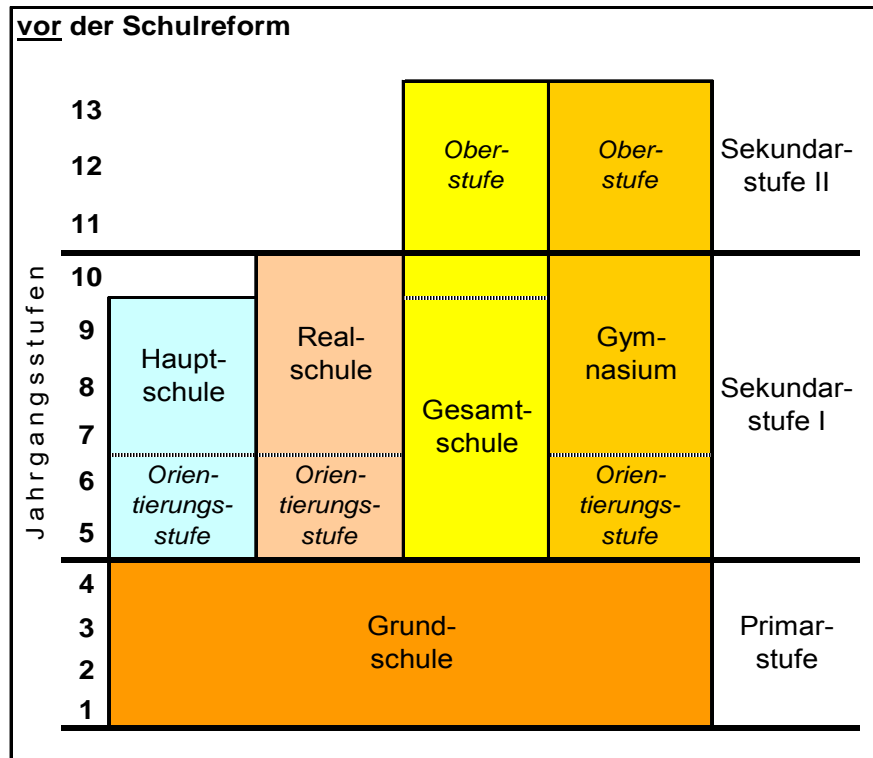 vor der Schulreform
13
12
11
Ober-
stufe
Ober-
stufe
Sekundar-
stufe II
Jahrgangsstufen
10
9
8
7
6
5
Haupt-
schule
Real-
schule
Gesamt-
schule
Gym-
nasium
Sekundar-
stufe I
Orien-
tierungs-
stufe
Orien-
tierungs-
stufe
Orien-
tierungs-
stufe
4
3
2
1
Grund-
schule
Primar-
stufe